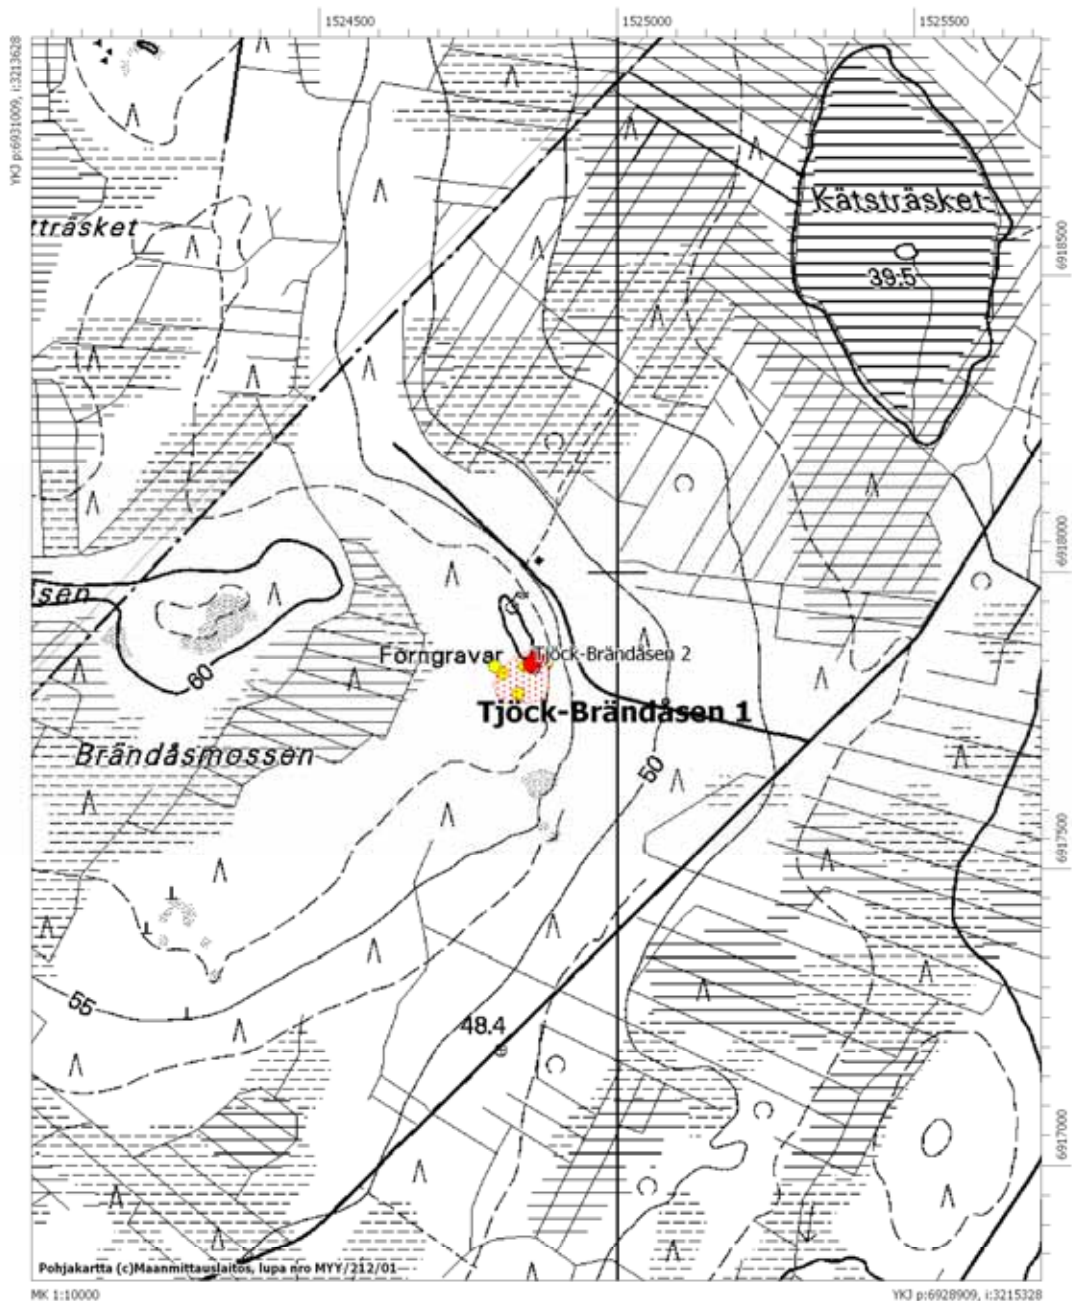 1524500
1525000
1525500
YKJ p:6931009, i:3213628
Kätsträsket
tträsket
6918500
39.5
6918000
ssen
Förngravar
Tjöck-Brändåsen 2
60
Tjöck-Brändåsen 1
Brändåsmossen
50
6917500
55
48.4
6917000
Pohjakartta (c)Maanmittauslaitos, lupa nro MYY/212/01
MK 1:10000
YKJ p:6928909, i:3215328